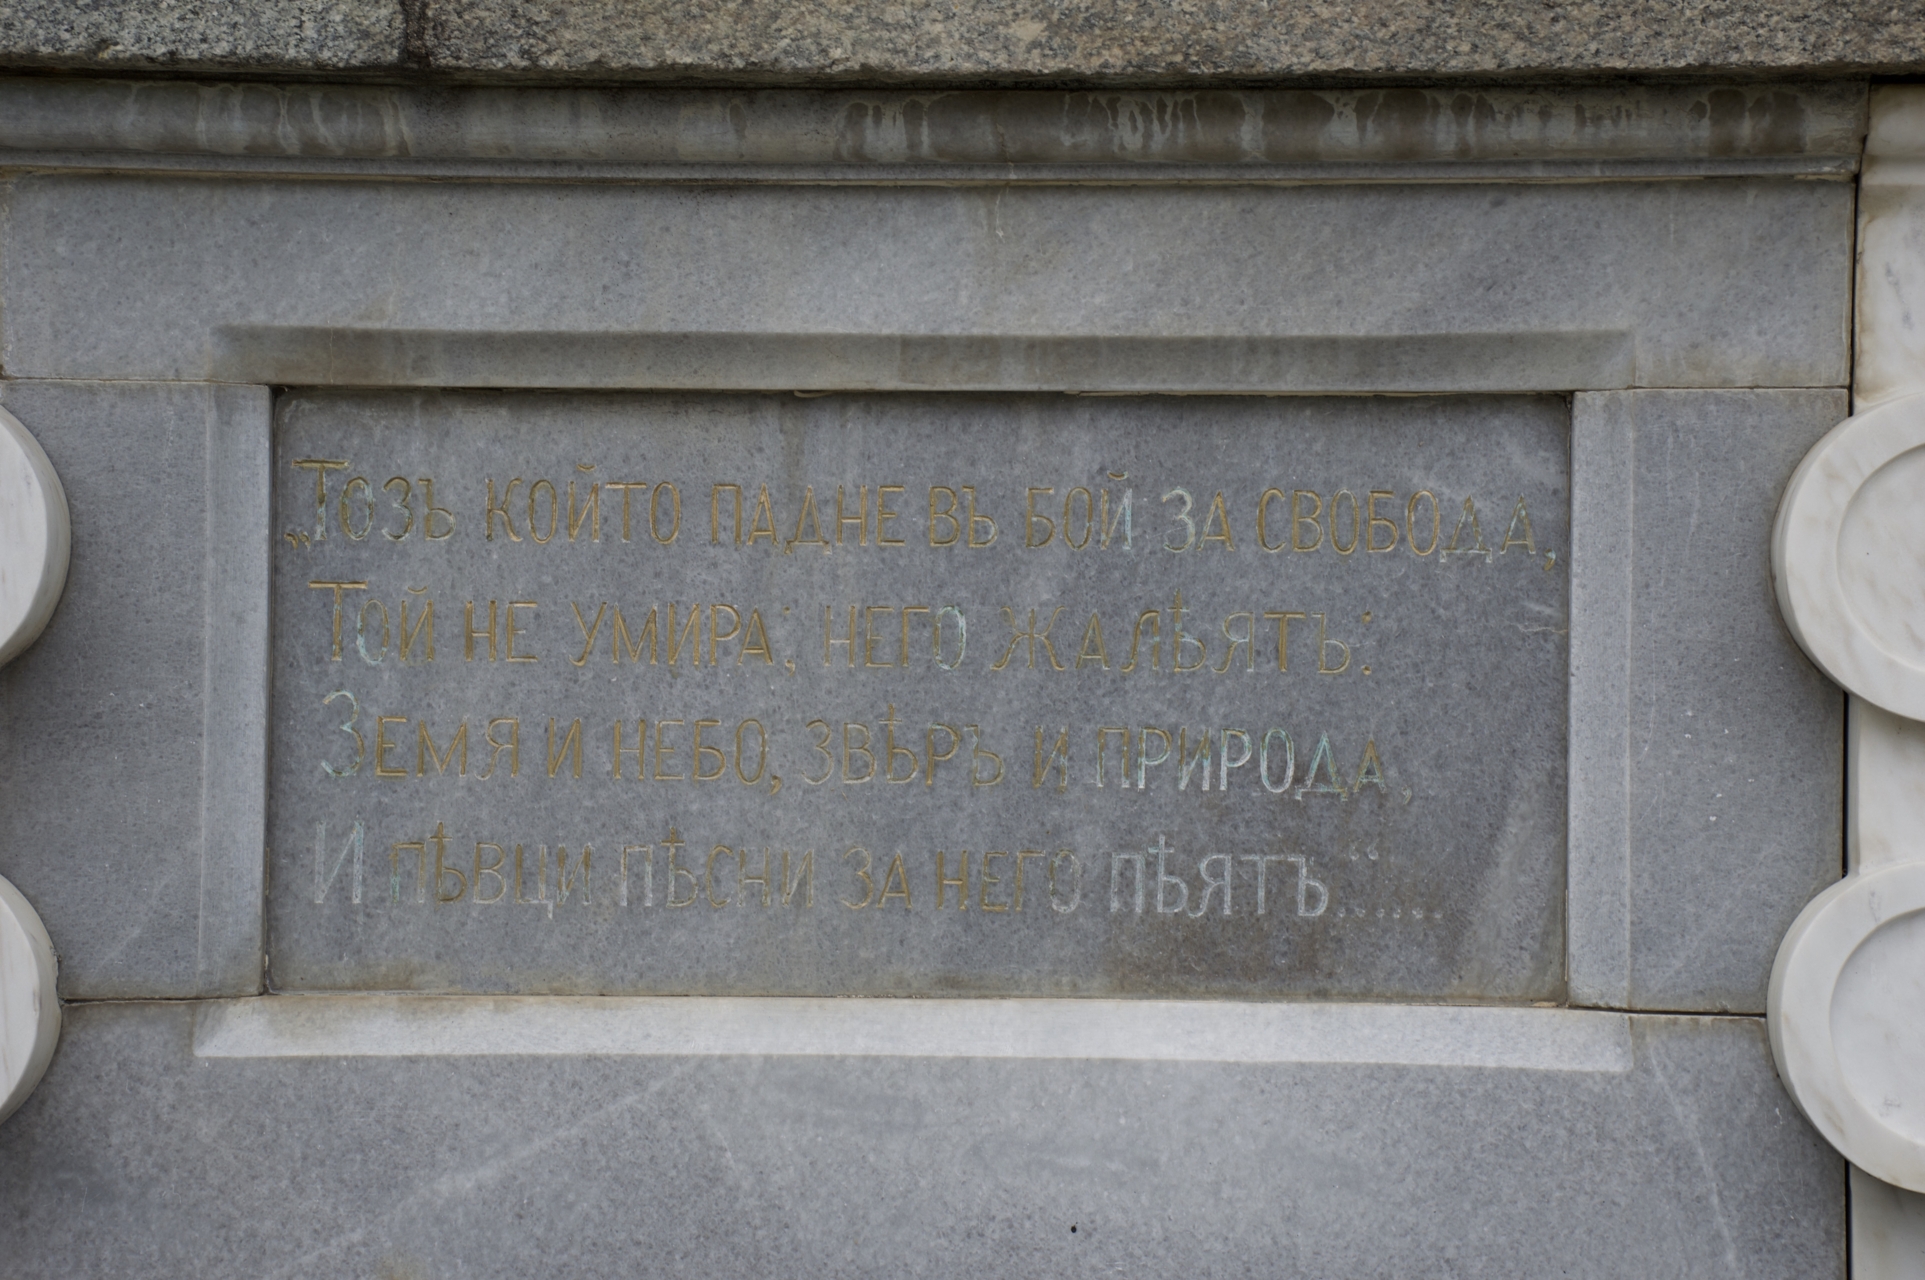 „Тозъ който падне въ бой за свобода,
Той не умира: него жалѣятъ:
Земя и небо, звѣръ и природа,
И пѣвци пѣсни за него пѣятъ“......